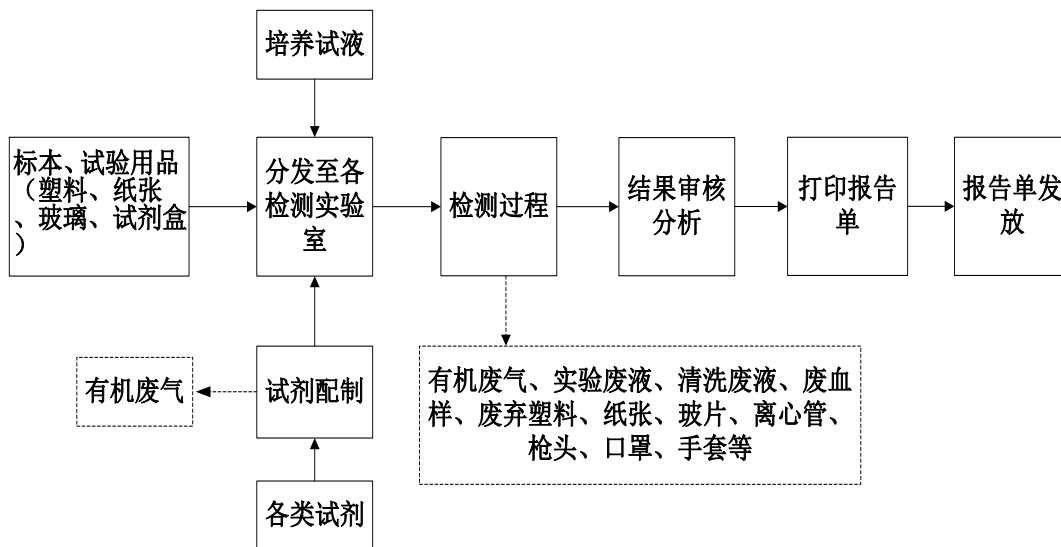 培养试液
标本、试验用品
（塑料、纸张
、玻璃、试剂盒
）
分发至各
检测实验
室
检测过程
结果审核
分析
打印报告
单
报告单发
放
有机废气
试剂配制
有机废气、实验废液、清洗废液、废血
样、废弃塑料、纸张、玻片、离心管、
枪头、口罩、手套等
各类试剂